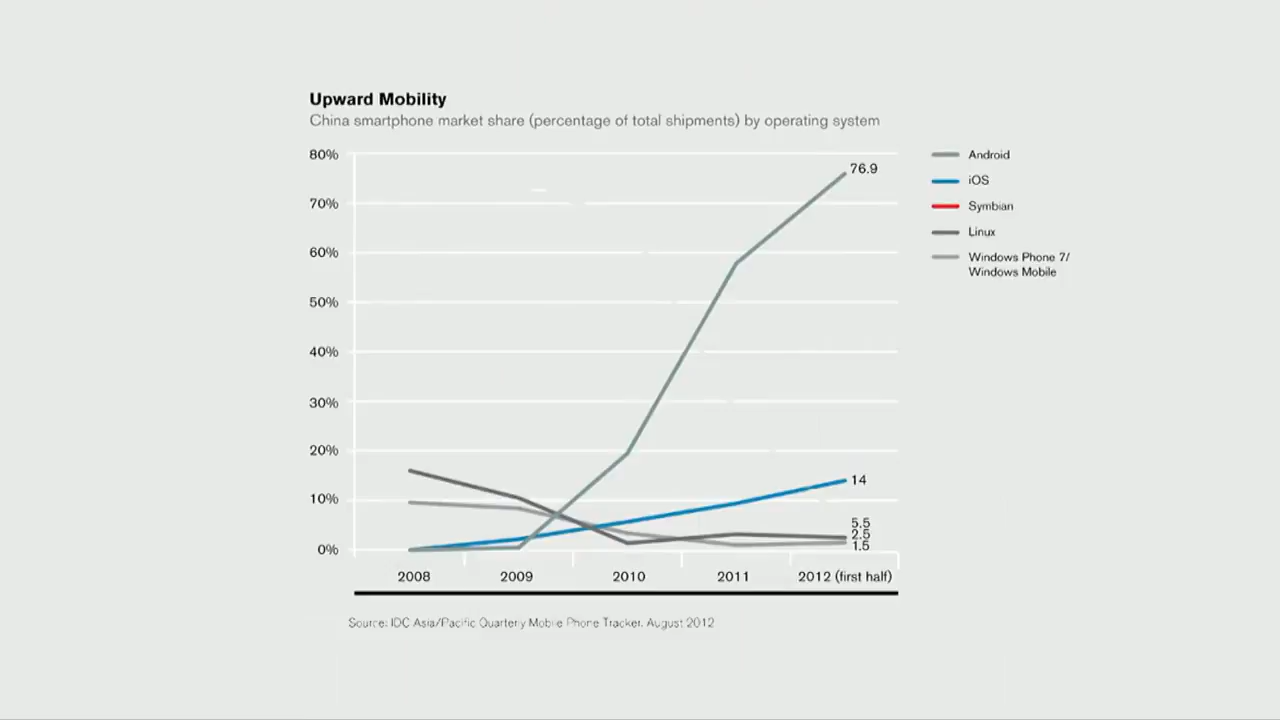 Upward Mobility
China smartphone market share (percentage of total shipments) by operating system
80%
70%
60%
50%
40%
30%
20%
10%
0%
76.9
14
5.5
2.5
1.5
2008
2009
2010
2011
2012 (first half)
Android
iOS
Symbian
Linux
Windows Phone 7/
Windows Mobile
Source: IDC Asia/Pacific Quarterly Mobile Phone Tracker, August 2012